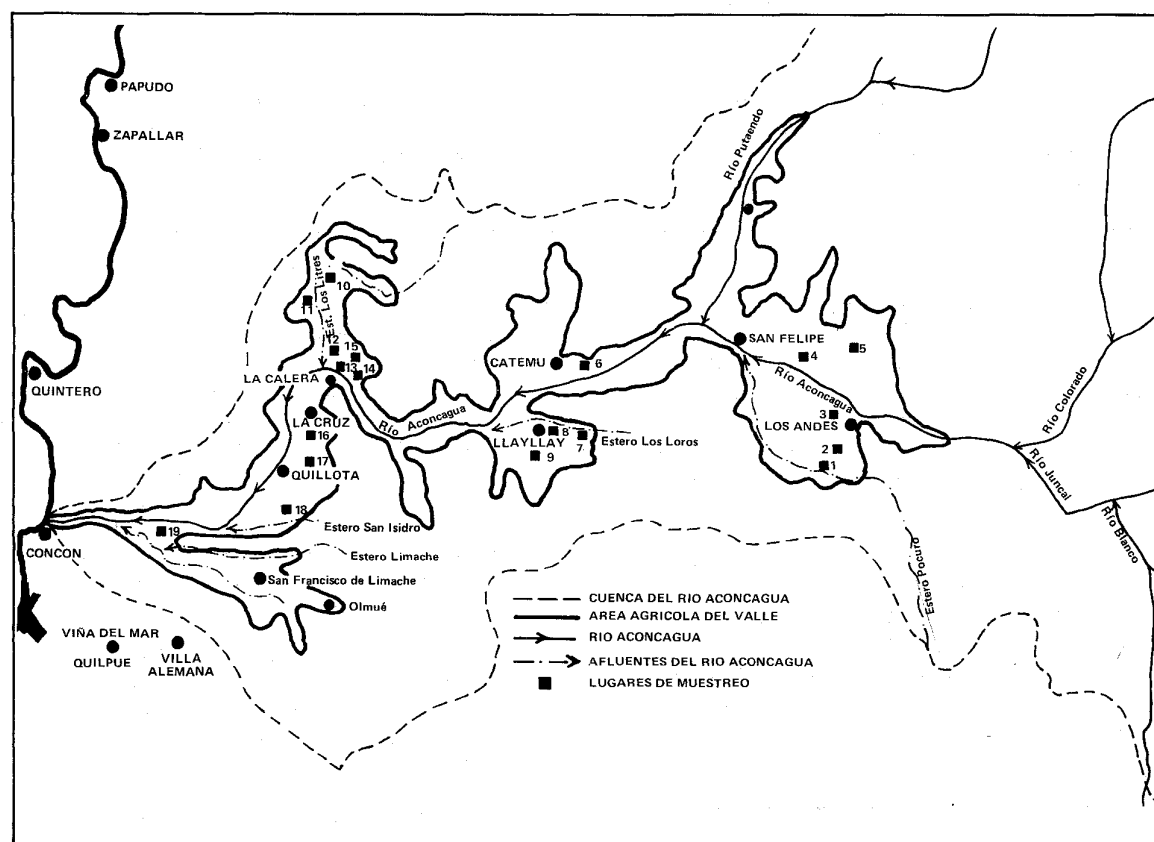 PAPUDO
ZAPALLAR
Río Putaendo
10
11
Est. Los Litres
12
15
13
14
LA CALERA
QUINTERO
CATEMU
6
SAN FELIPE
4
5
Río Aconcagua
Río Aconcagua
3
LOS ANDES
2
1
Río Colorado
Río Juncal
Río Blanco
LA CRUZ
16
17
QUILLOTA
LLAYLLAY
8
7
9
Estero Los Loros
18
Estero San Isidro
19
CONCON
Estero Limache
San Francisco de Limache
Olmué
Estero Pocuro
VIÑA DEL MAR
QUILPUE
VILLA
ALEMANA
CUENCA DEL RIO ACONCAGUA
AREA AGRICOLA DEL VALLE
RIO ACONCAGUA
AFLUENTES DEL RIO ACONCAGUA
LUGARES DE MUESTREO